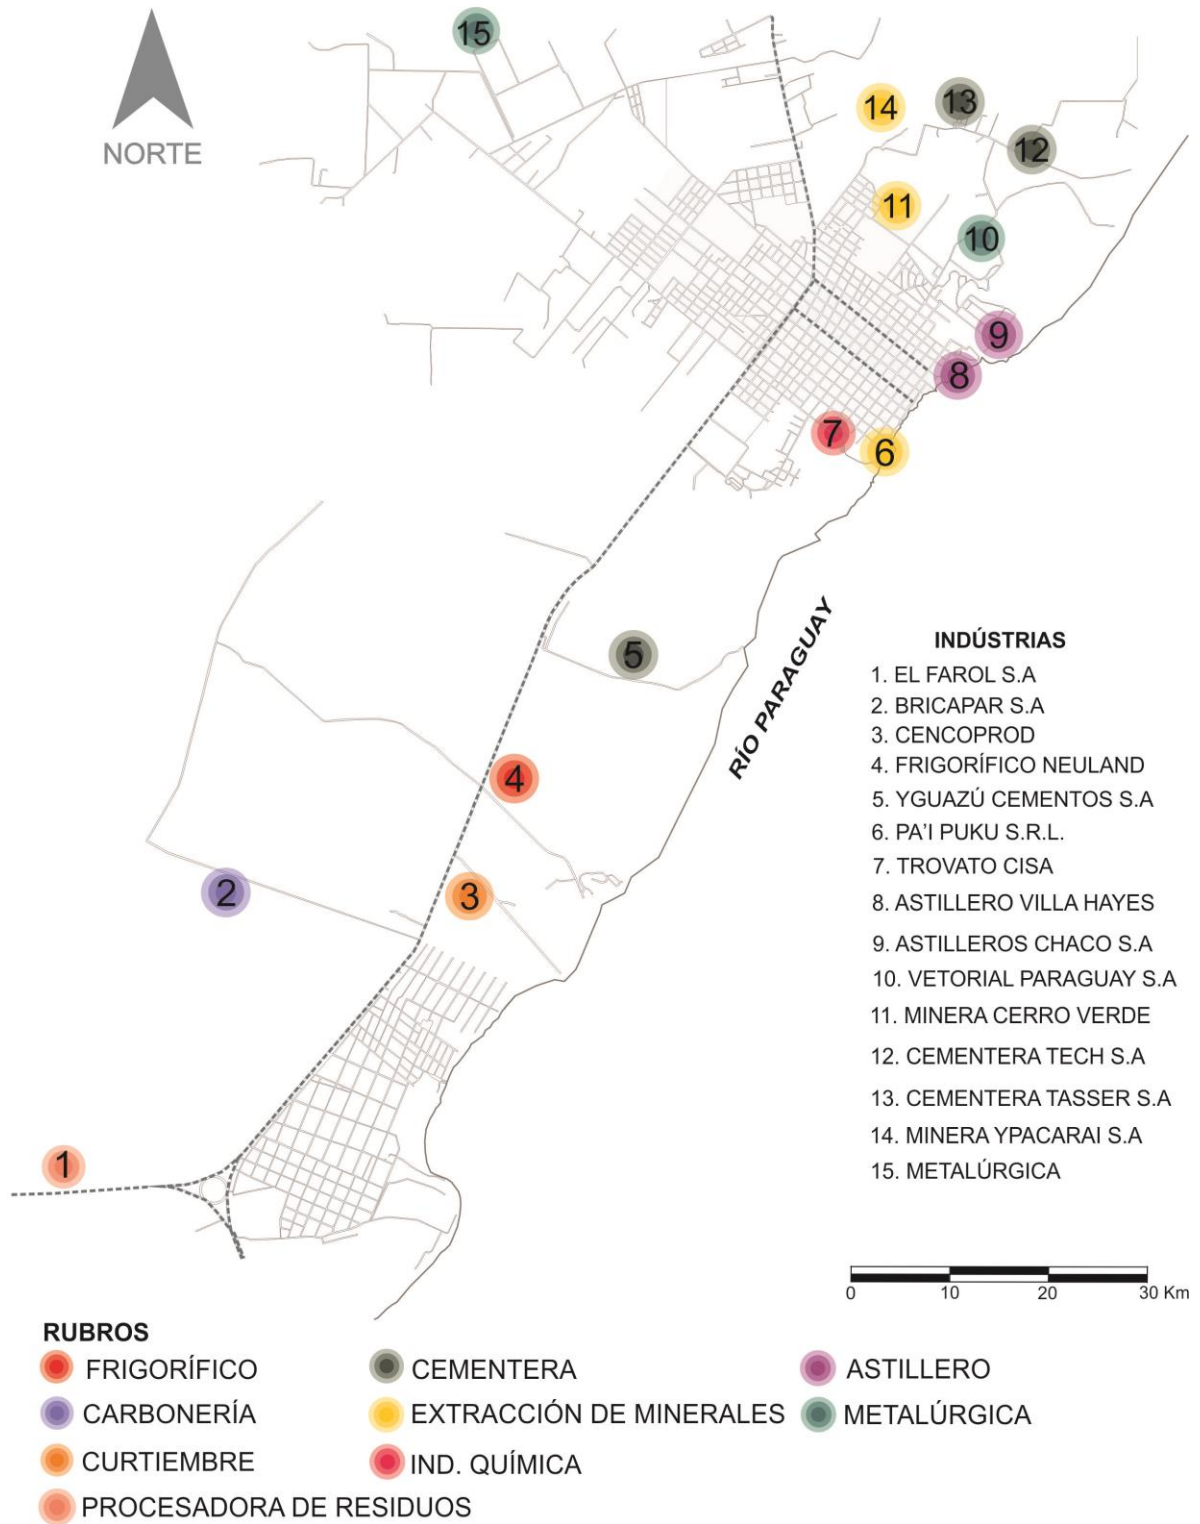 NORTE
15
14
13
12
11
10
9
8
7
6
5
4
3
2
1
RÍO PARAGUAY
INDÚSTRIAS
1. EL FAROL S.A
2. BRICAPAR S.A
3. CENCOPROD
4. FRIGORÍFICO NEULAND
5. YGUAZÚ CEMENTOS S.A
6. PA'I PUKU S.R.L.
7. TROVATO CISA
8. ASTILLERO VILLA HAYES
9. ASTILLEROS CHACO S.A
10. VETORIAL PARAGUAY S.A
11. MINERA CERRO VERDE
12. CEMENTERA TECH S.A
13. CEMENTERA TASSER S.A
14. MINERA YPACARAI S.A
15. METALÚRGICA
0 10 20 30 Km
RUBROS
FRIGORÍFICO
CARBONERÍA
CURTIEMBRE
PROCESADORA DE RESIDUOS
CEMENTERA
EXTRACCIÓN DE MINERALES
IND. QUÍMICA
ASTILLERO
METALÚRGICA